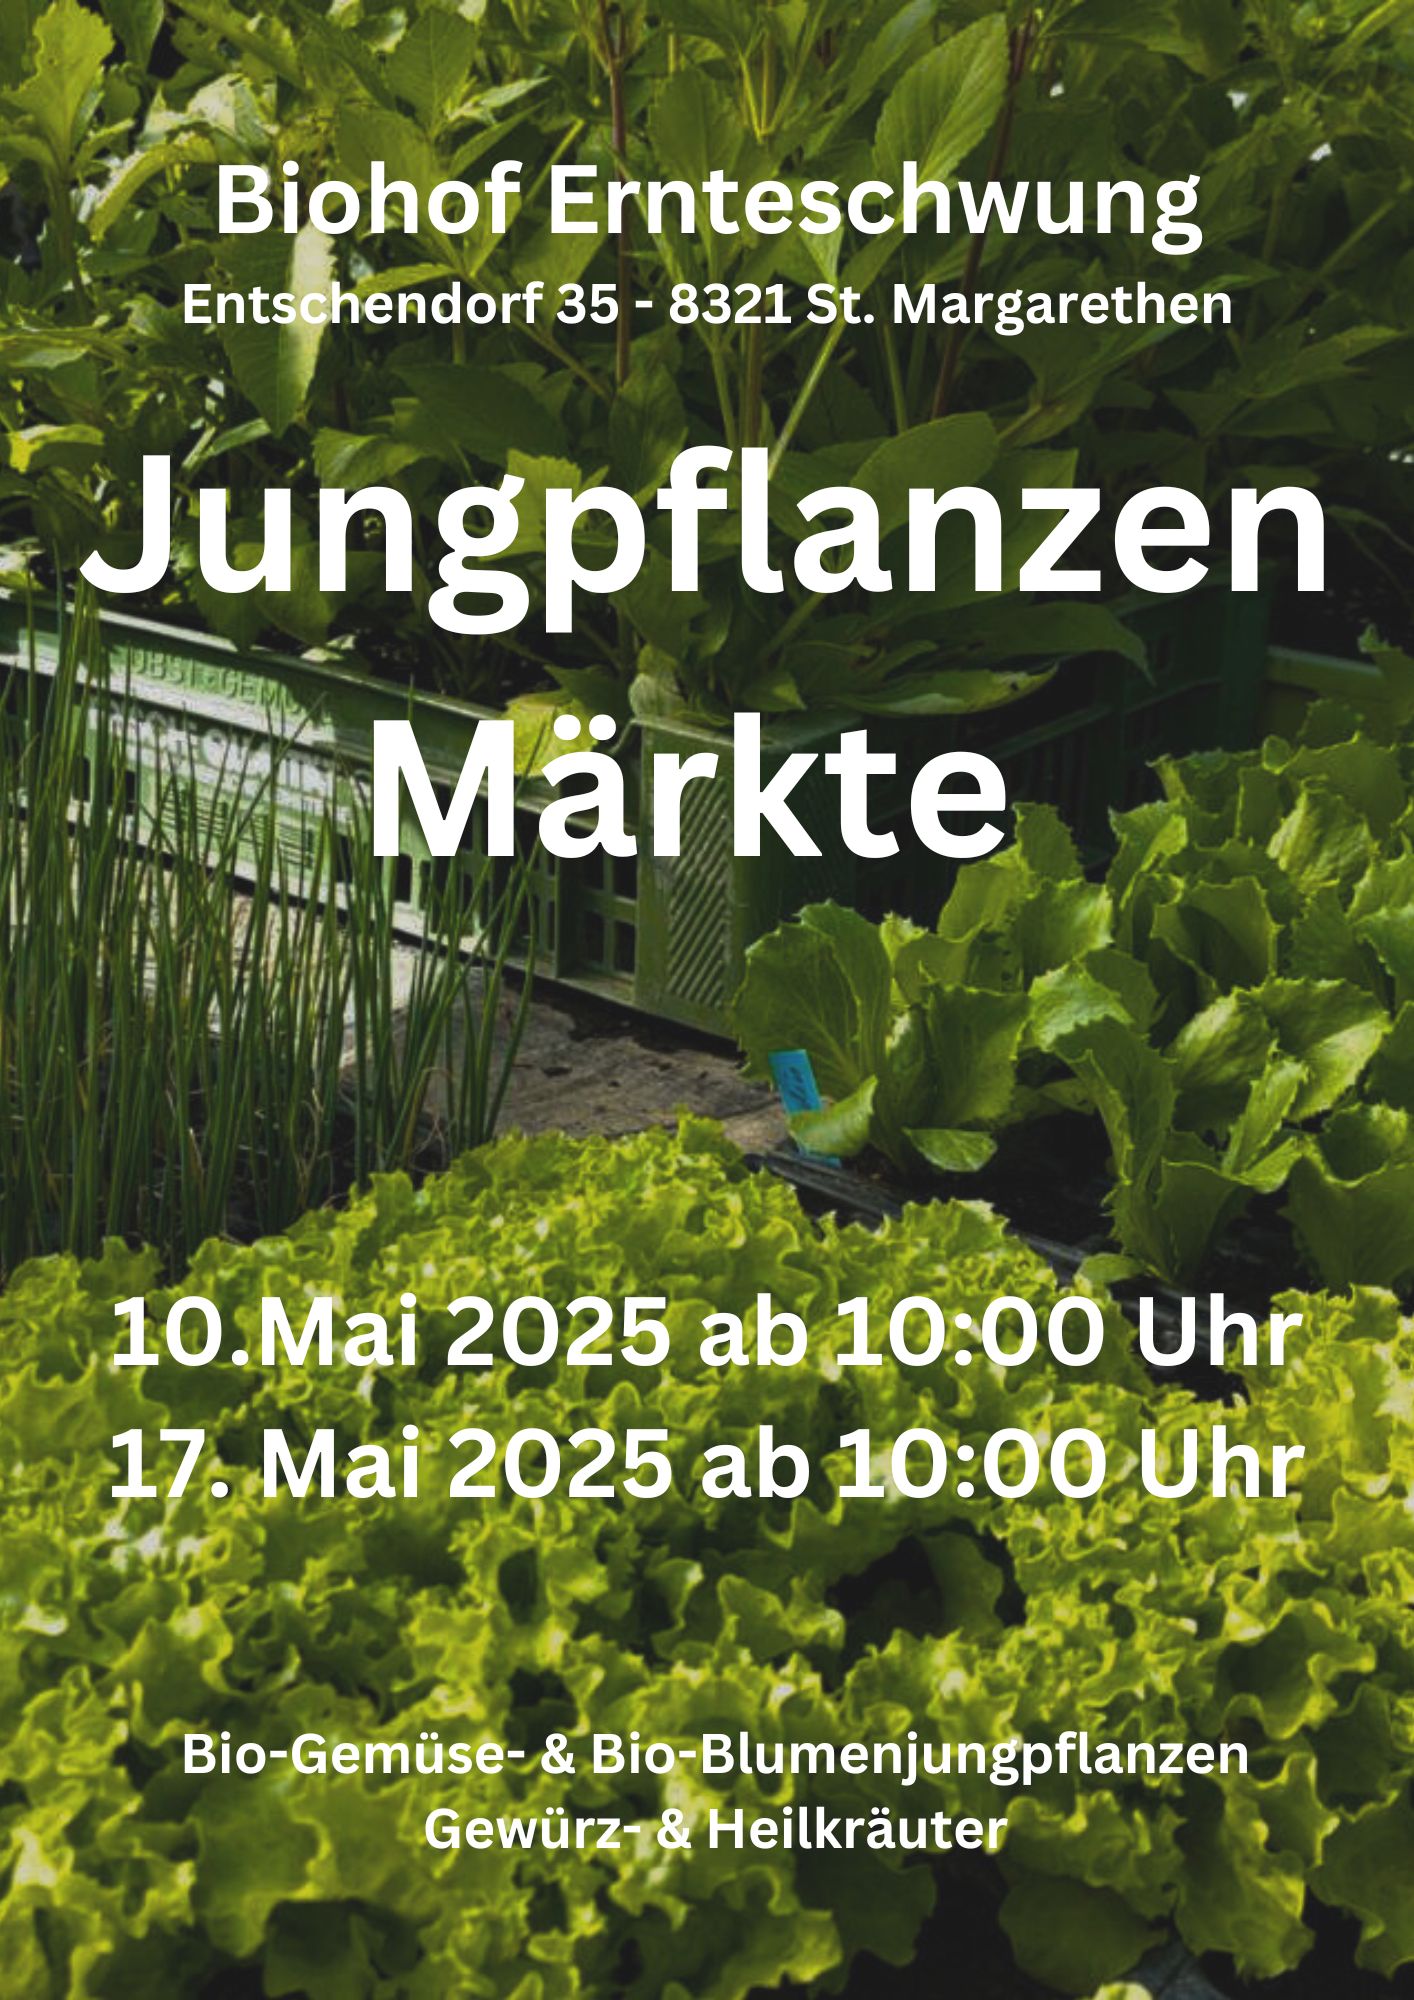 Biohof Ernteschwung
Entschendorf 35 - 8321 St. Margarethen
Jungpflanzen
Märkte
10.Mai 2025 ab 10:00 Uhr
17. Mai 2025 ab 10:00 Uhr
Bio-Gemüse- & Bio-Blumenjungpflanzen
Gewürz- & Heilkräuter